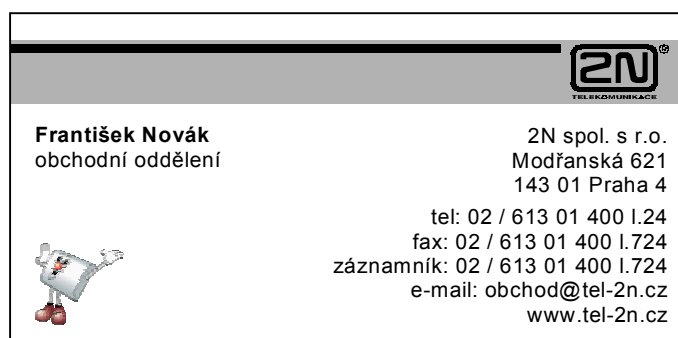 2N®
TELEKOMUNIKACE
František Novák
obchodní oddělení
2N spol. s r.o.
Modřanská 621
143 01 Praha 4
tel: 02 / 613 01 400 l.24
fax: 02 / 613 01 400 l.724
záznamník: 02 / 613 01 400 l.724
e-mail: obchod@tel-2n.cz
www.tel-2n.cz